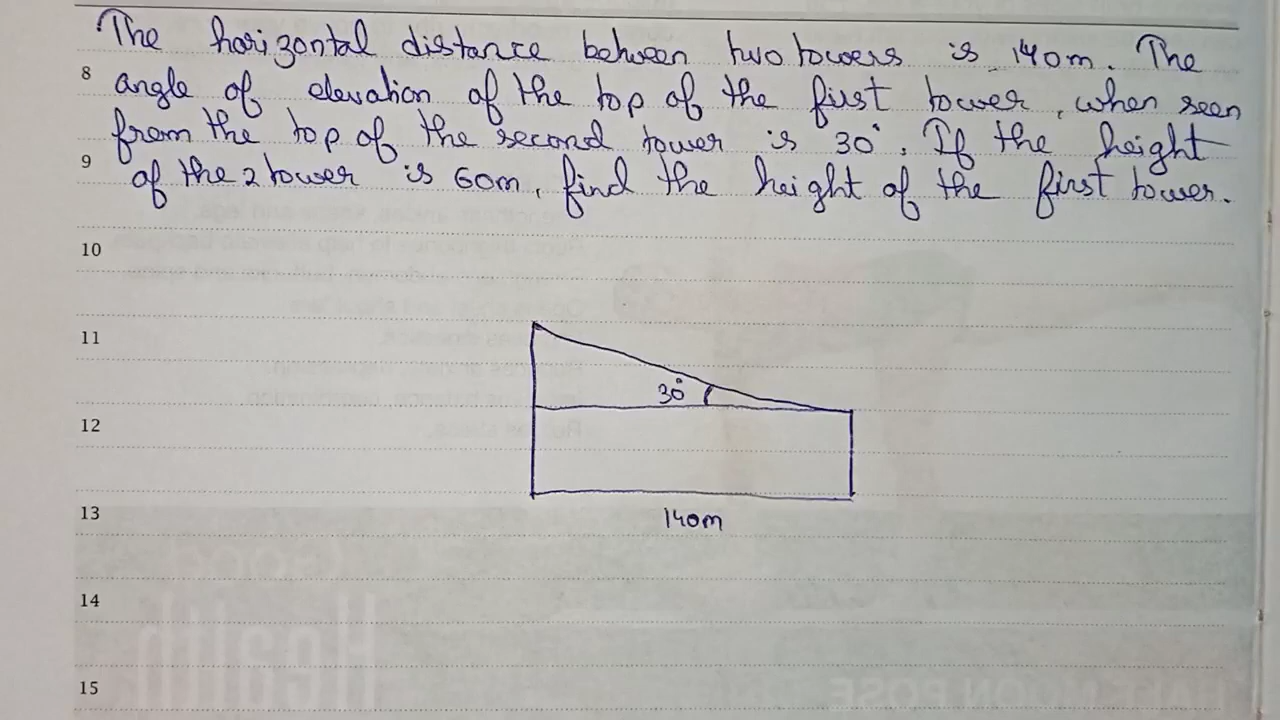 The horizontal distance between two towers is 140m. The
8 angle of elevation of the top of the first tower, when seen
from the top of the second tower is 30°. If the height
9 of the 2 tower is 60m, find the height of the first tower.
10
11
30°
12
13
140m
14
15